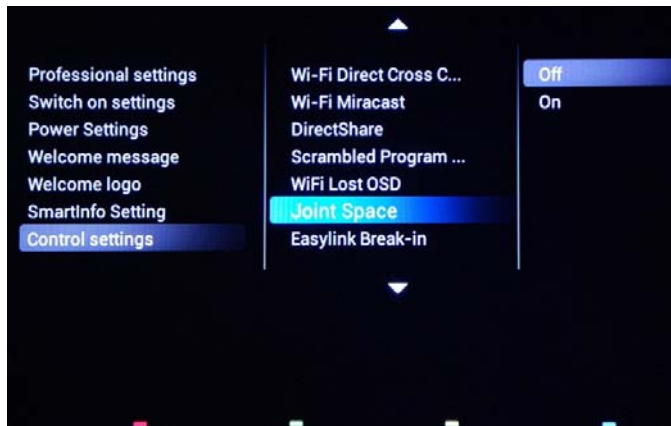 Professional settings
Switch on settings
Power Settings
Welcome message
Welcome logo
SmartInfo Setting
Control settings
Wi-Fi Direct Cross C...
Wi-Fi Miracast
DirectShare
Scrambled Program ...
WiFi Lost OSD
Joint Space
Easylink Break-in
Off
On